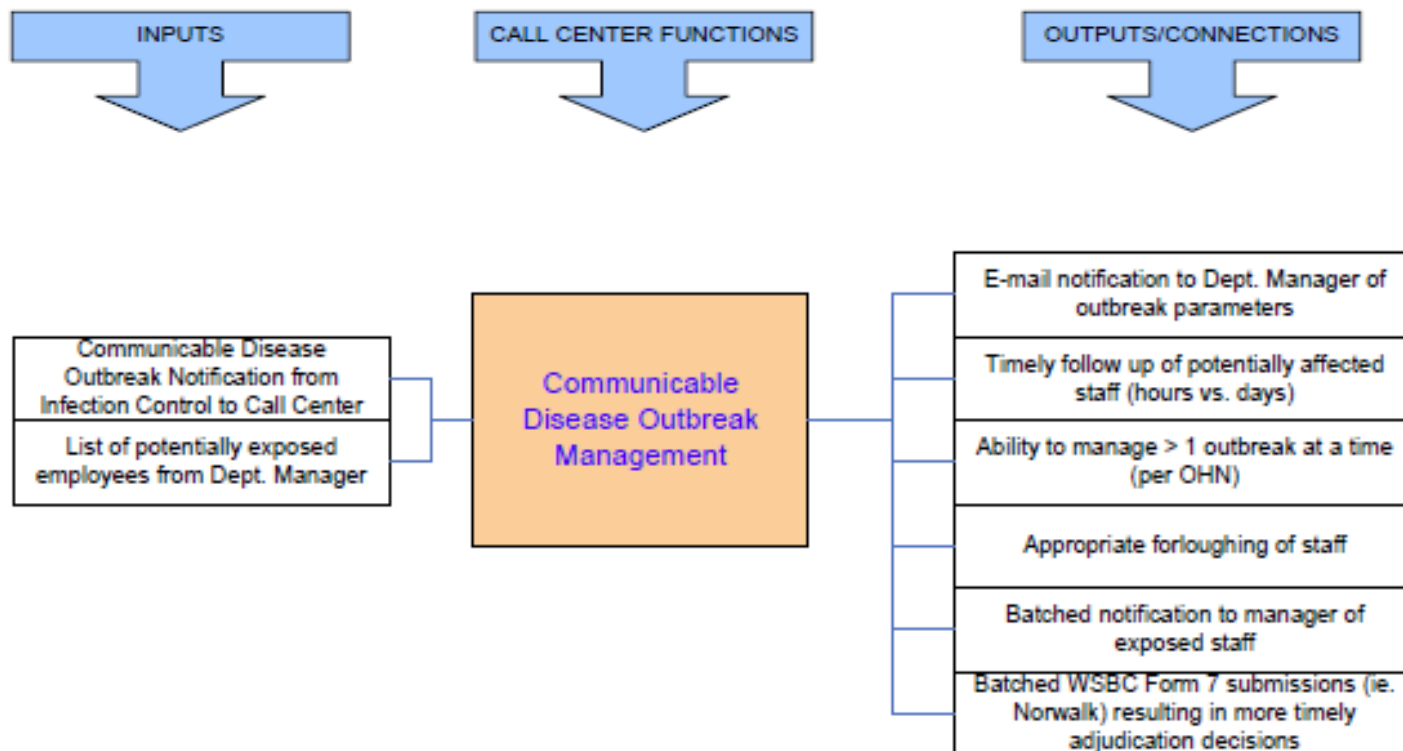 INPUTS
CALL CENTER FUNCTIONS
OUTPUTS/CONNECTIONS
Communicable Disease
Outbreak Notification from
Infection Control to Call Center
List of potentially exposed
employees from Dept. Manager
Communicable
Disease Outbreak
Management
E-mail notification to Dept. Manager of
outbreak parameters
Timely follow up of potentially affected
staff (hours vs. days)
Ability to manage > 1 outbreak at a time
(per OHN)
Appropriate forloughing of staff
Batched notification to manager of
exposed staff
Batched WSBC Form 7 submissions (ie.
Norwalk) resulting in more timely
adjudication decisions